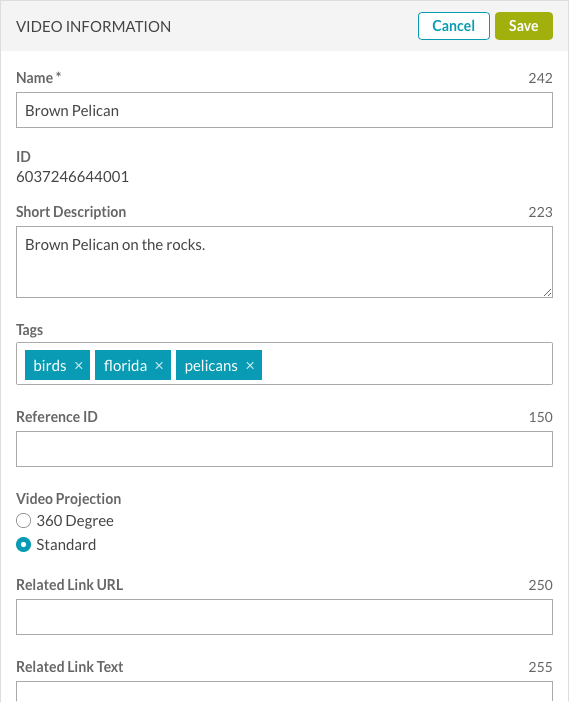 VIDEO INFORMATION Cancel Save
Name * 242
Brown Pelican
ID
6037246644001
Short Description 223
Brown Pelican on the rocks.
Tags
birds × florida × pelicans ×
Reference ID 150
Video Projection
360 Degree
Standard
Related Link URL 250
Related Link Text 255